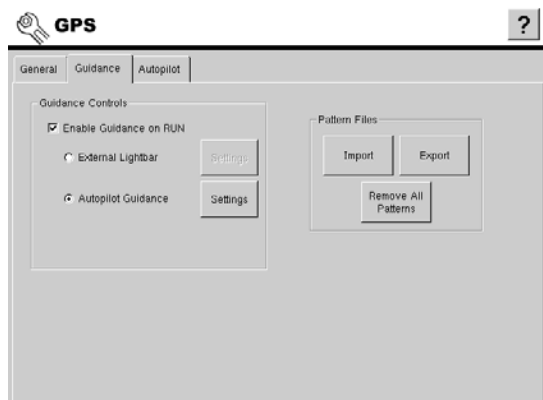 GPS
?
General Guidance Autopilot
Guidance Controls
Enable Guidance on RUN
External Lightbar Settings
Autopilot Guidance Settings
Pattern Files
Import Export
Remove All
Patterns